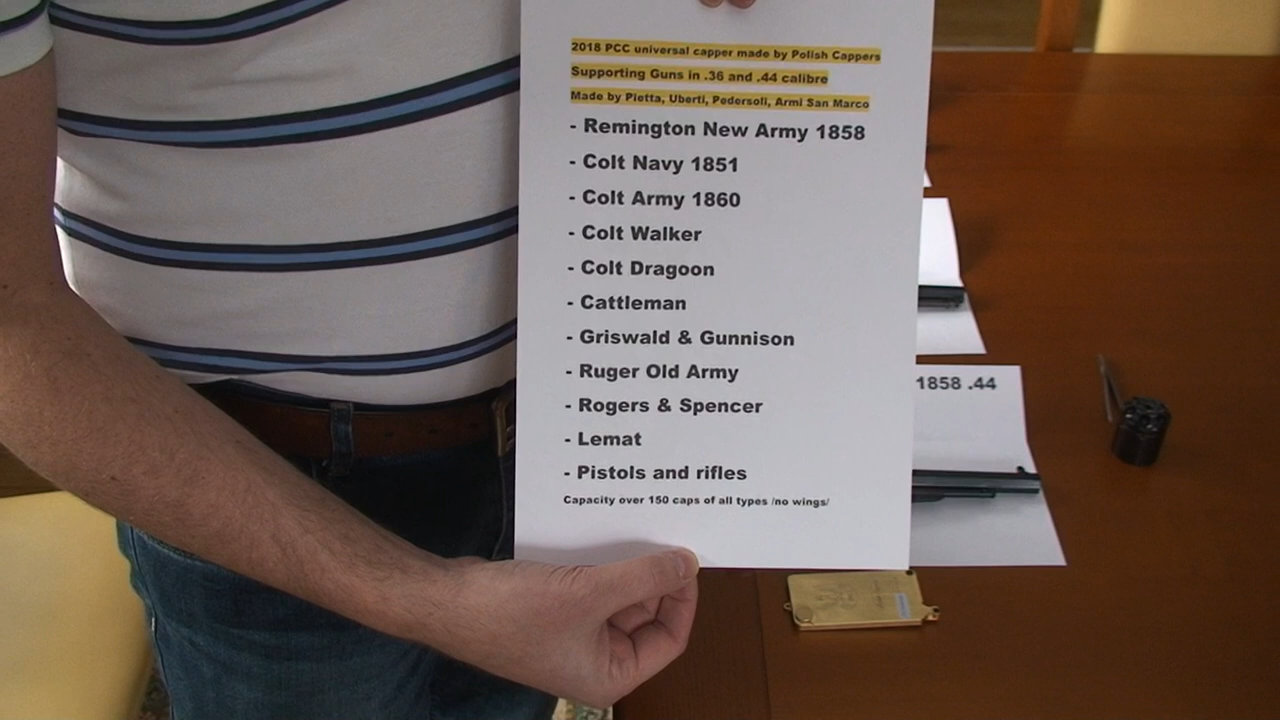 2018 PCC universal capper made by Polish Cappers
Supporting Guns in .36 and .44 calibre
Made by Pietta, Uberti, Pedersoli, Armi San Marco
- Remington New Army 1858
- Colt Navy 1851
- Colt Army 1860
- Colt Walker
- Colt Dragoon
- Cattleman
- Griswald & Gunnison
- Ruger Old Army
- Rogers & Spencer
- Lemat
- Pistols and rifles
Capacity over 150 caps of all types /no wings/
1858 .44